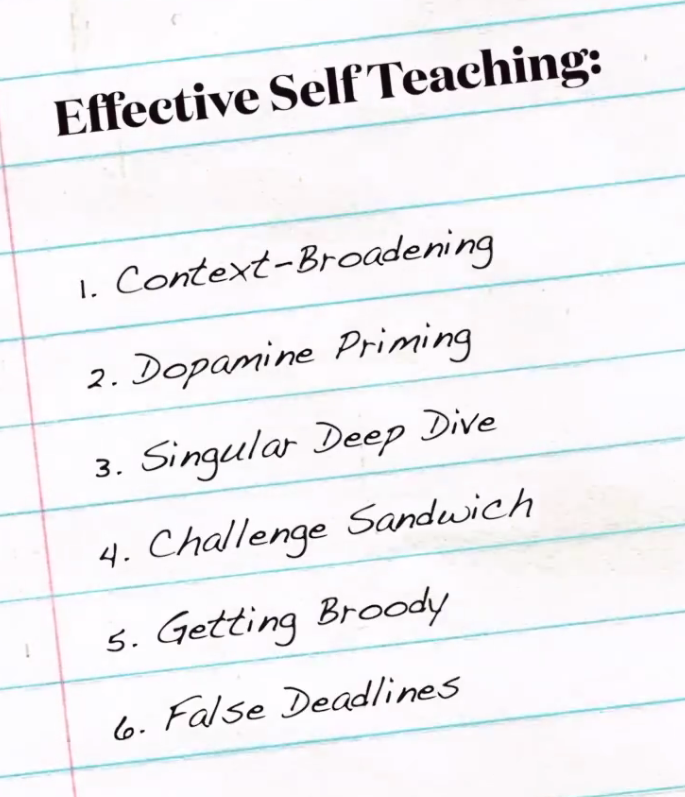 Effective Self Teaching:
1. Context-Broadening
2. Dopamine Priming
3. Singular Deep Dive
4. Challenge Sandwich
5. Getting Broody
6. False Deadlines